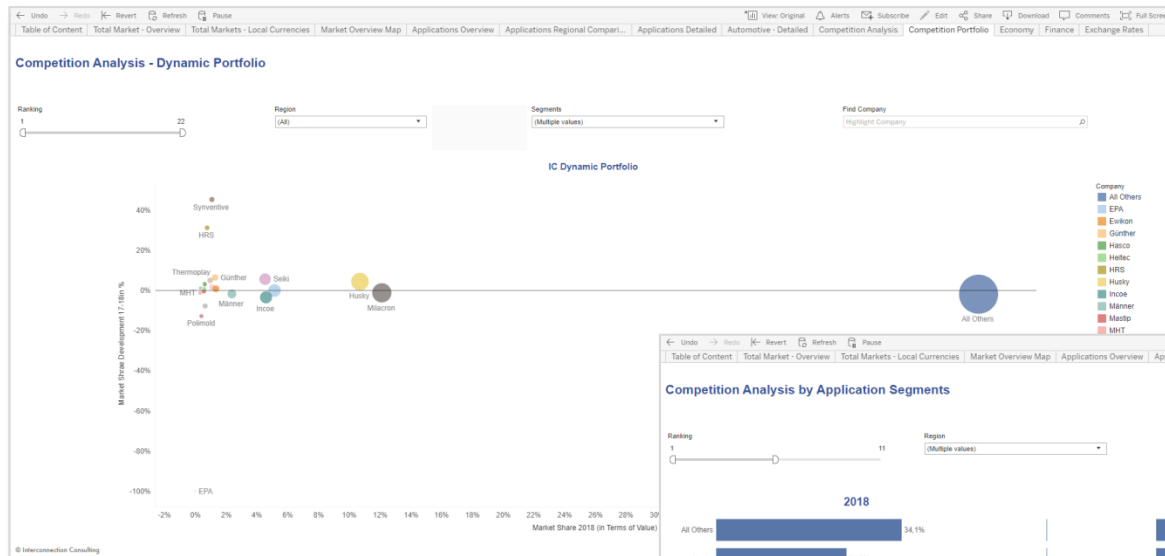 ← Undo → Redo Revert Refresh Pause View: Original Alerts Subscribe Edit Share Download Comments Full Scree
Table of Content Total Market - Overview Total Markets - Local Currencies Market Overview Map Applications Overview Applications Regional Compari... Applications Detailed Automotive - Detailed Competition Analysis Competition Portfolio Economy Finance Exchange Rates
Competition Analysis - Dynamic Portfolio
Ranking Region Segments Find Company
1 22 (All) (Multiple values) Highlight Company
IC Dynamic Portfolio
Company
All Others
EPA
Ewikon
Günther
Hasco
Heitec
HRS
Husky
Incoe
Männer
Mastip
MHT
Market Shrae Development 17-18in %
40%
20%
0%
-20%
-40%
-60%
-80%
-100%
Synventive
HRS
Thermoplay Günther Seiki
MHT Männer Incoe Husky Milacron
Polimold All Others
EPA
-2% 0% 2% 4% 6% 8% 10% 12% 14% 16% 18% 20% 22% 24% 26% 28%
Market Share 2018 (in Terms of Value)
© Interconnection Consulting
← Undo → Redo Revert Refresh Pause
Table of Content Total Market - Overview Total Markets - Local Currencies Market Overview Map Applications Overview
Competition Analysis by Application Segments
Ranking Region
1 11 (Multiple values)
2018
All Others 34,1%